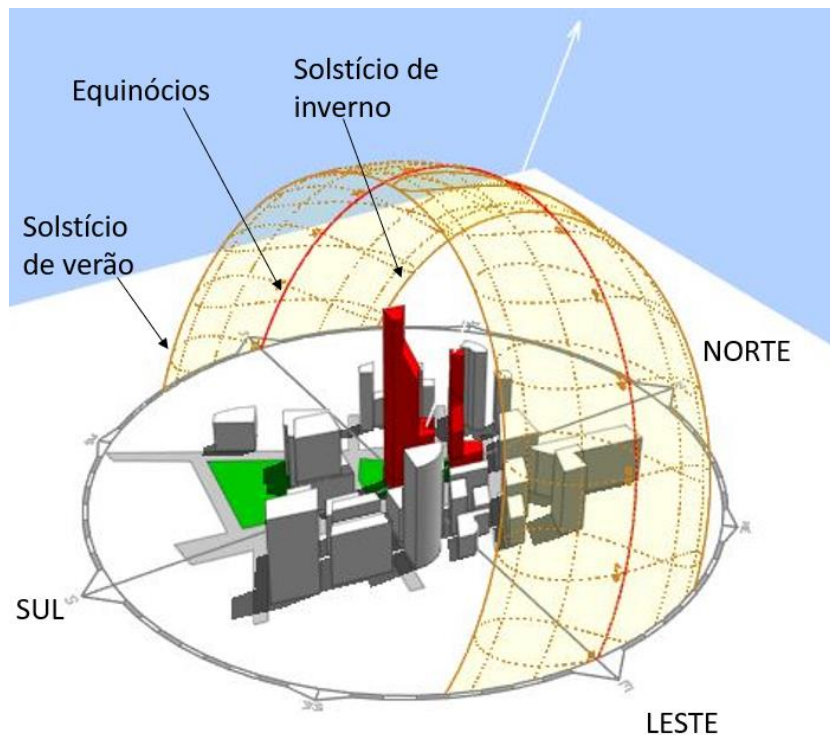 Solstício de
inverno
Equinócios
Solstício
de verão
NORTE
SUL
LESTE